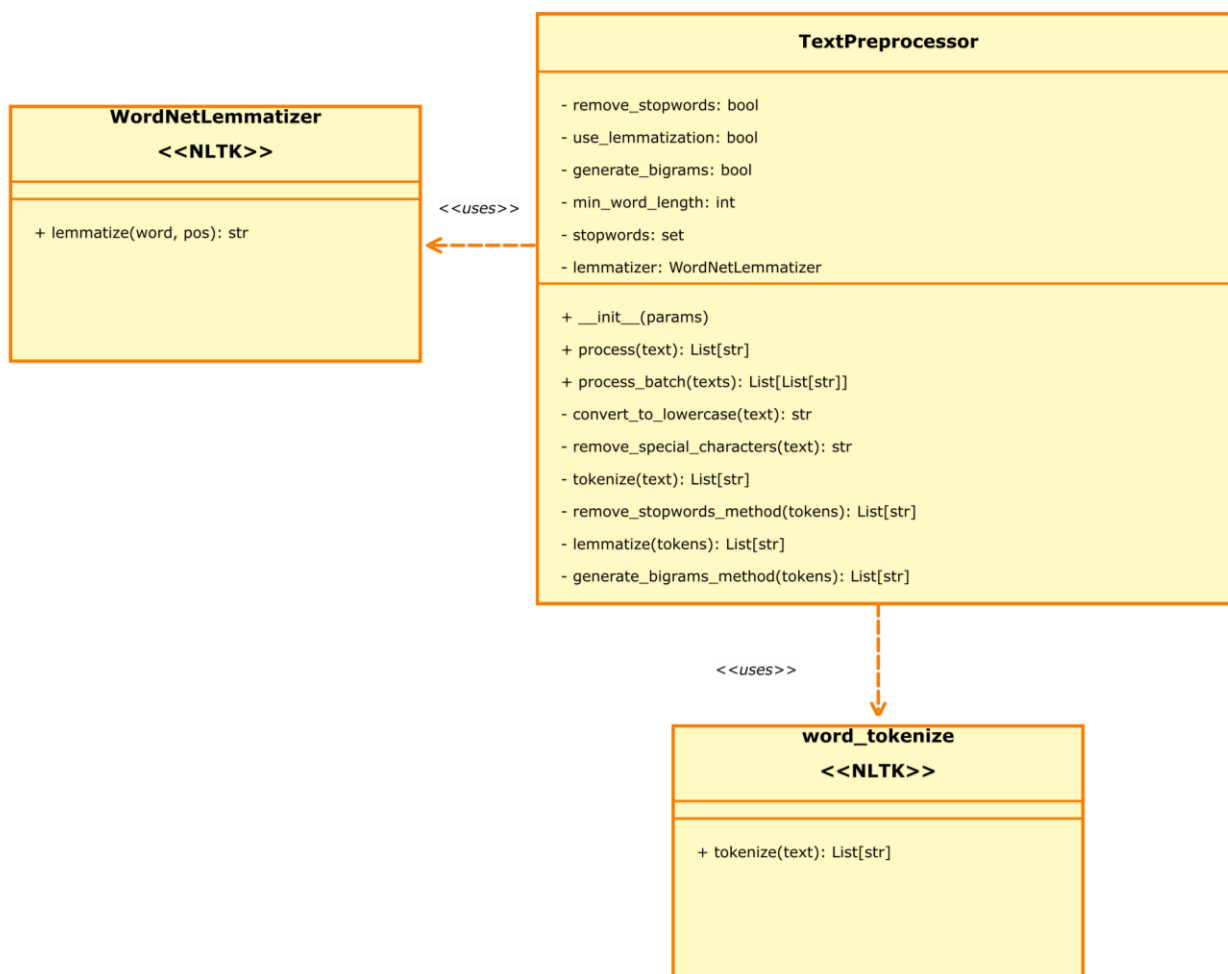 TextPreprocessor
- remove_stopwords: bool
- use_lemmatization: bool
- generate_bigrams: bool
- min_word_length: int
- stopwords: set
- lemmatizer: WordNetLemmatizer
+ __init__(params)
+ process(text): List[str]
+ process_batch(texts): List[List[str]]
- convert_to_lowercase(text): str
- remove_special_characters(text): str
- tokenize(text): List[str]
- remove_stopwords_method(tokens): List[str]
- lemmatize(tokens): List[str]
- generate_bigrams_method(tokens): List[str]
WordNetLemmatizer
<<NLTK>>
+ lemmatize(word, pos): str
<<uses>>
<<uses>>
word_tokenize
<<NLTK>>
+ tokenize(text): List[str]